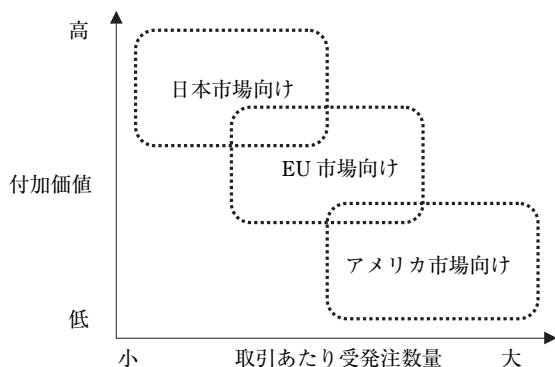 高
日本市場向け
EU 市場向け
付加価値
アメリカ市場向け
低
小 取引あたり受発注数量 大